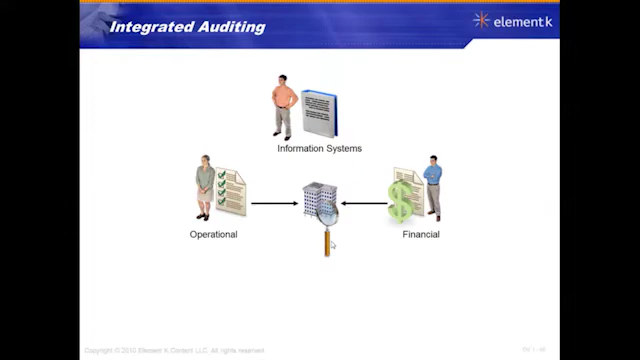 Integrated Auditing
element k
Information Systems
Operational
Financial
Copyright © 2010 Element K Content LLC. All rights reserved